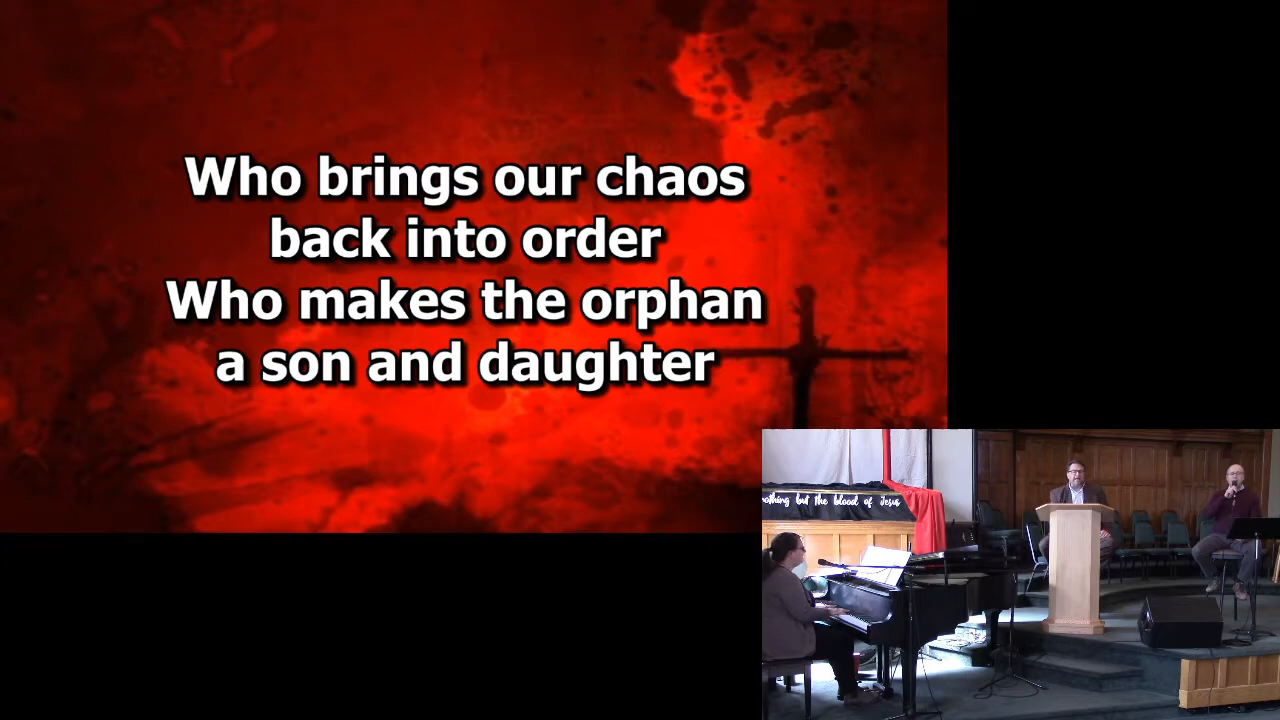 Who brings our chaos
back into order
Who makes the orphan
a son and daughter
nothing but the blood of Jesus